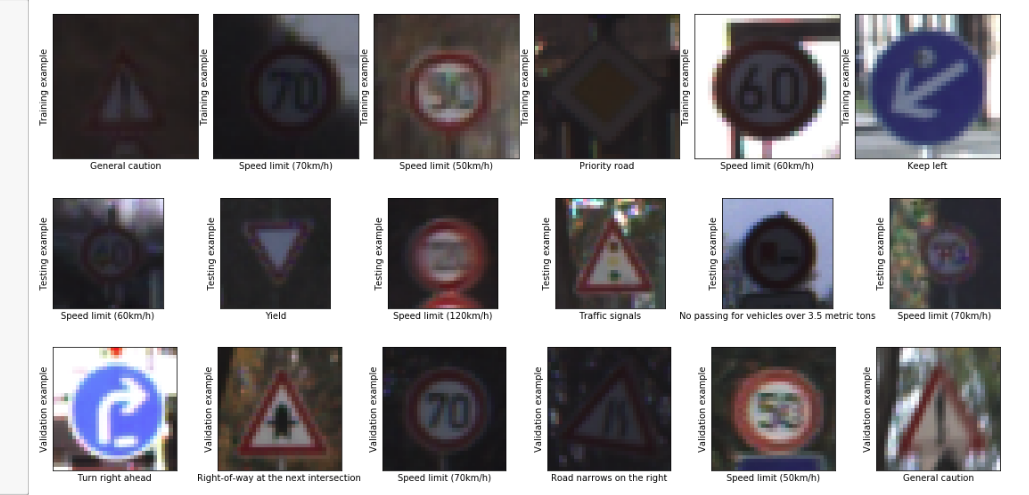 Training example
70
Training example
50
Training example
Training example
60
Training example
Training example
General caution
Speed limit (70km/h)
Speed limit (50km/h)
Priority road
Speed limit (60km/h)
Keep left
Testing example
60
Testing example
Testing example
Testing example
Testing example
Testing example
70
Speed limit (60km/h)
Yield
Speed limit (120km/h)
Traffic signals
No passing for vehicles over 3.5 metric tons
Speed limit (70km/h)
Validation example
Validation example
Validation example
70
Validation example
Validation example
50
Validation example
Turn right ahead
Right-of-way at the next intersection
Speed limit (70km/h)
Road narrows on the right
Speed limit (50km/h)
General caution